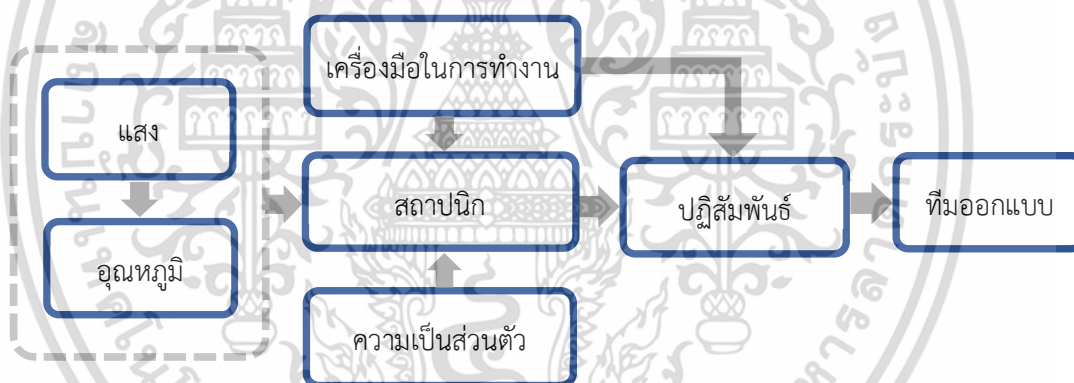 เครื่องมือในการทำงาน
แสง
สถาปนิก
ปฏิสัมพันธ์
ทีมออกแบบ
อุณหภูมิ
ความเป็นส่วนตัว